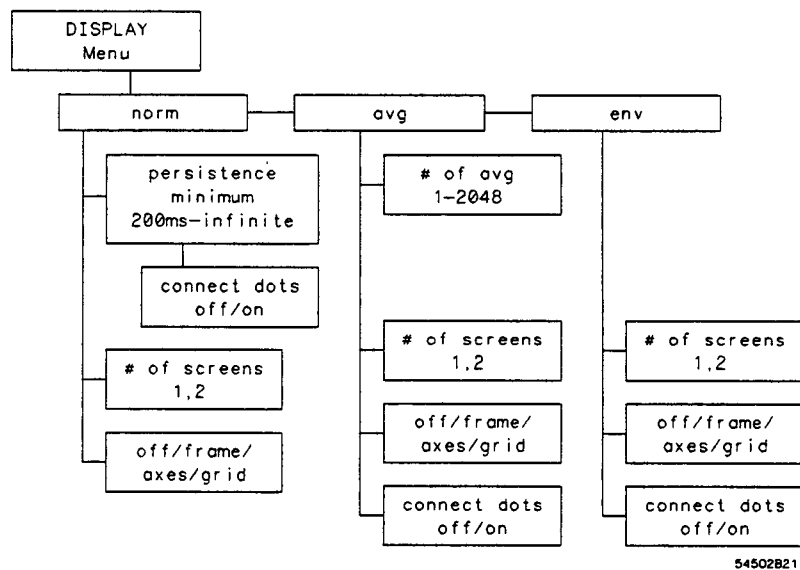 DISPLAY
Menu
norm
avg
env
persistence
minimum
200ms-infinite
connect dots
off/on
# of screens
1,2
off/frame/
axes/grid
# of avg
1-2048
# of screens
1,2
off/frame/
axes/grid
connect dots
off/on
# of screens
1,2
off/frame/
axes/grid
connect dots
off/on
54502B21